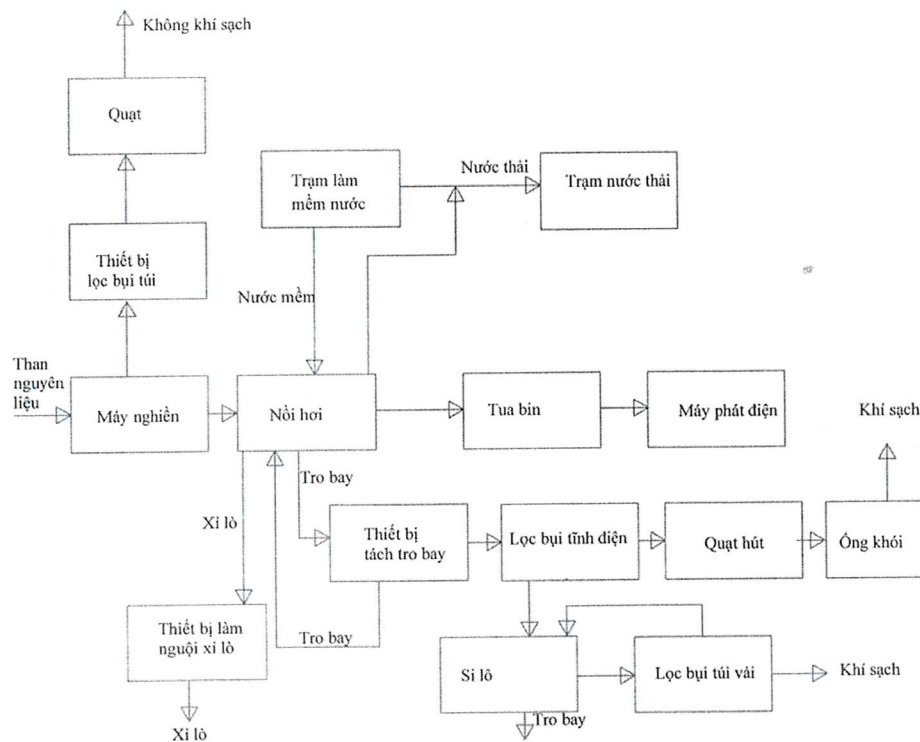 Không khí sạch
Quạt
Trạm làm
mềm nước
Nước thải
Trạm nước thải
Thiết bị
lọc bụi túi
Nước mềm
Than
nguyên
liệu
Máy nghiền
Nồi hơi
Tua bin
Máy phát điện
Khí sạch
Tro bay
Xỉ lò
Thiết bị
tách tro bay
Lọc bụi tĩnh điện
Quạt hút
Ống khói
Thiết bị làm
nguội xỉ lò
Tro bay
Si lô
Lọc bụi túi vải
Khí sạch
Tro bay
Xỉ lò